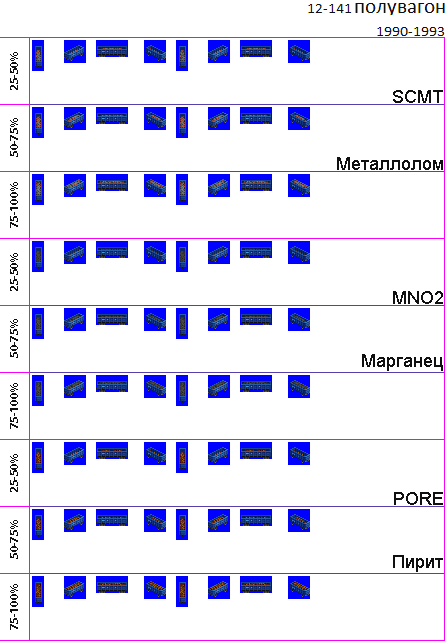 12-141 полувагон
1990-1993
25-50%
SCMT
50-75%
Металлолом
75-100%
25-50%
MNO2
50-75%
Марганец
75-100%
25-50%
PORE
50-75%
Пирит
75-100%